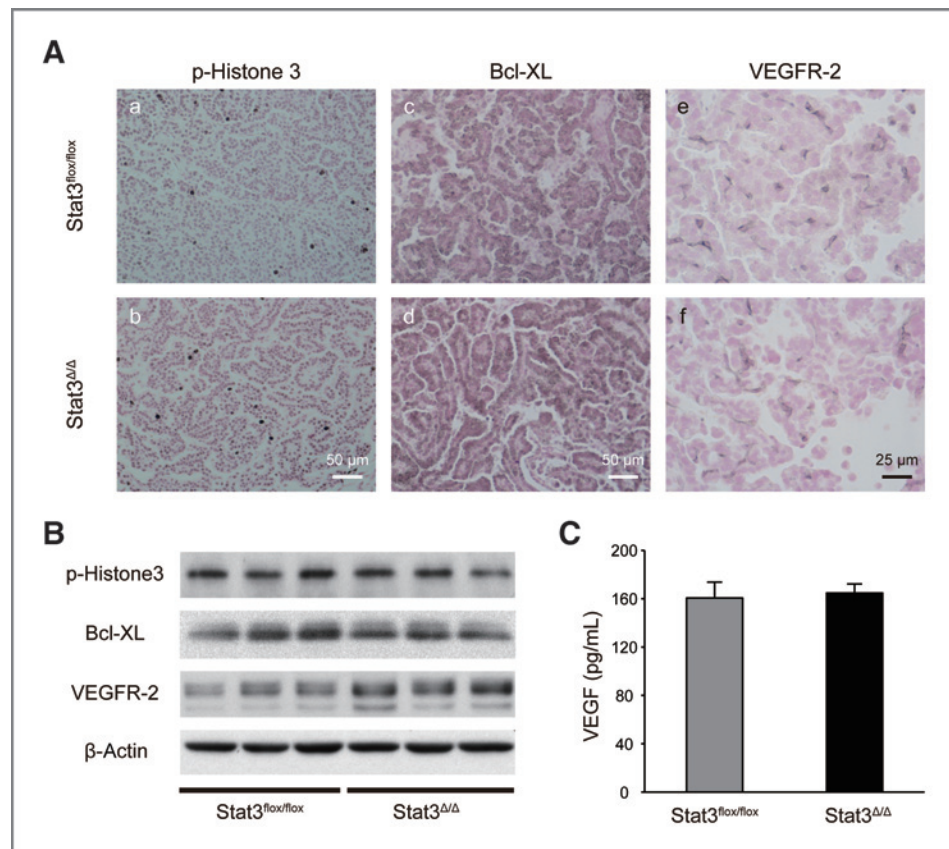 A
p-Histone 3 Bcl-XL VEGFR-2
Stat3flox/flox
a c e
Stat3Δ/Δ
b d f
50 μm 50 μm 25 μm
B
p-Histone3
Bcl-XL
VEGFR-2
β-Actin
Stat3flox/flox Stat3Δ/Δ
C
VEGF (pg/mL)
200
160
120
80
40
0
Stat3flox/flox Stat3Δ/Δ